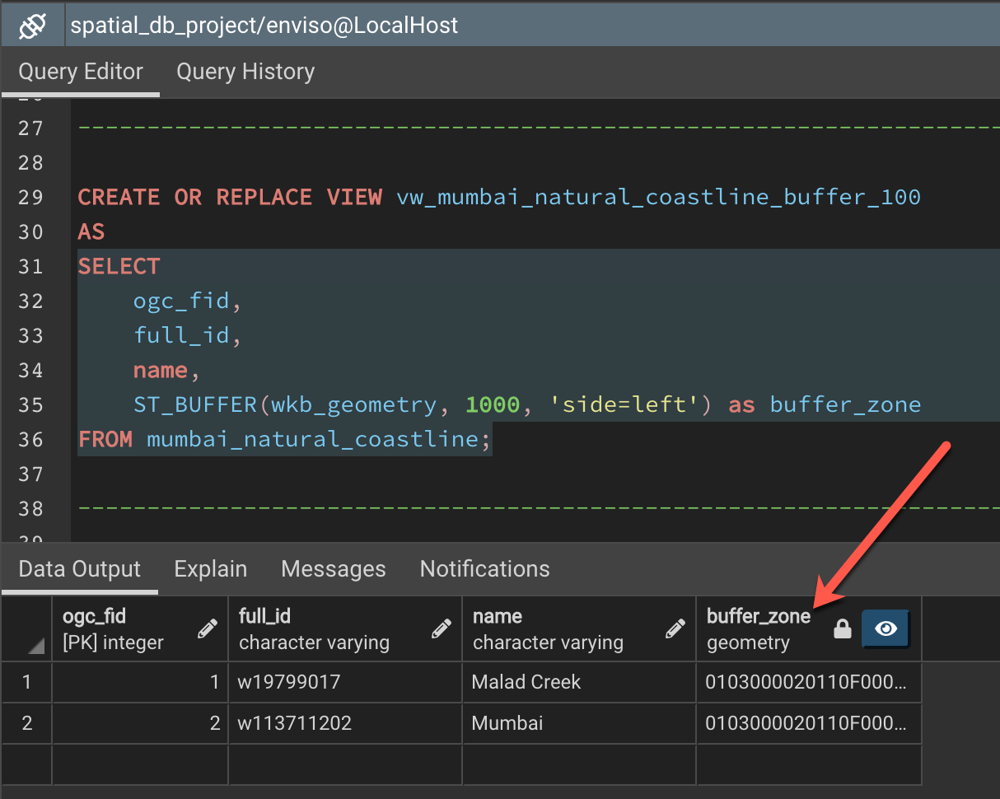 spatial_db_project/enviso@LocalHost
Query Editor Query History
27 --------------------------------------------------------------------
28
29 CREATE OR REPLACE VIEW vw_mumbai_natural_coastline_buffer_100
30 AS
31 SELECT
32 ogc_fid,
33 full_id,
34 name,
35 ST_BUFFER(wkb_geometry, 1000, 'side=left') as buffer_zone
36 FROM mumbai_natural_coastline;
37
38 --------------------------------------------------------------------
Data Output Explain Messages Notifications
ogc_fid full_id name buffer_zone
[PK] integer character varying character varying geometry
1 1 w19799017 Malad Creek 0103000020110F000...
2 2 w113711202 Mumbai 0103000020110F000...